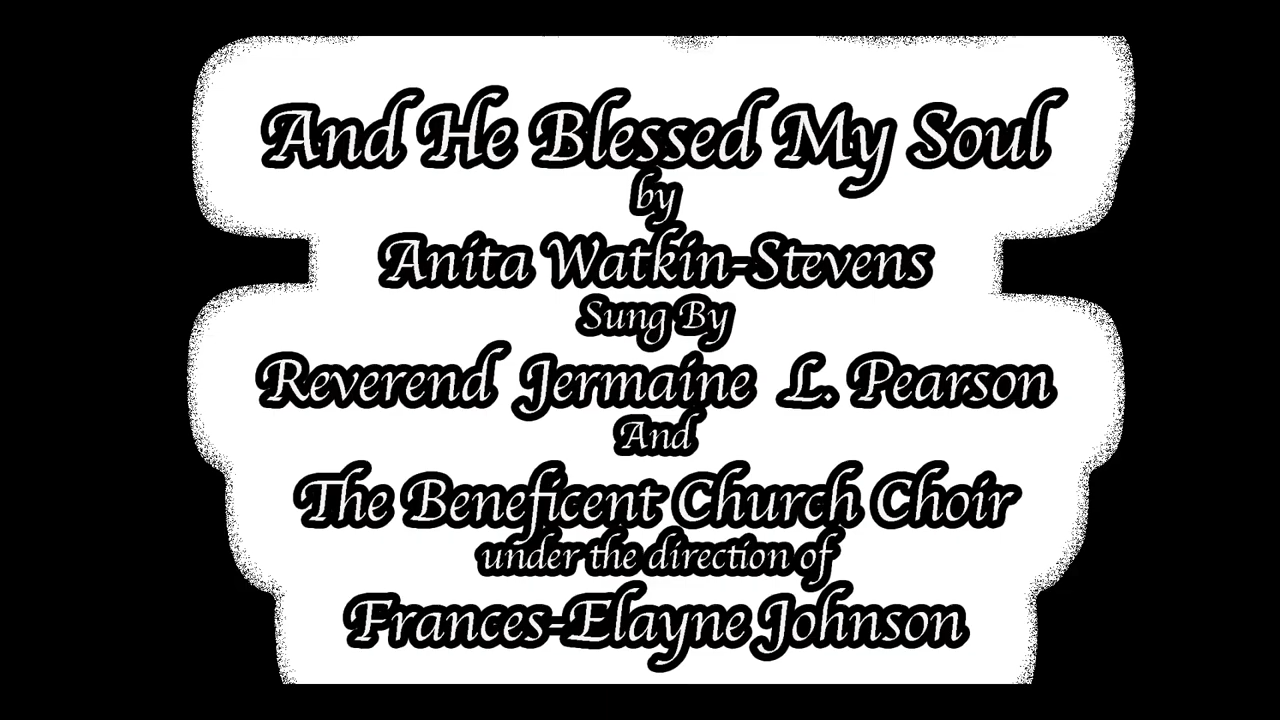 And He Blessed My Soul
by
Anita Watkin-Stevens
Sung By
Reverend Jermaine L. Pearson
And
The Beneficent Church Choir
under the direction of
Frances-Elayne Johnson